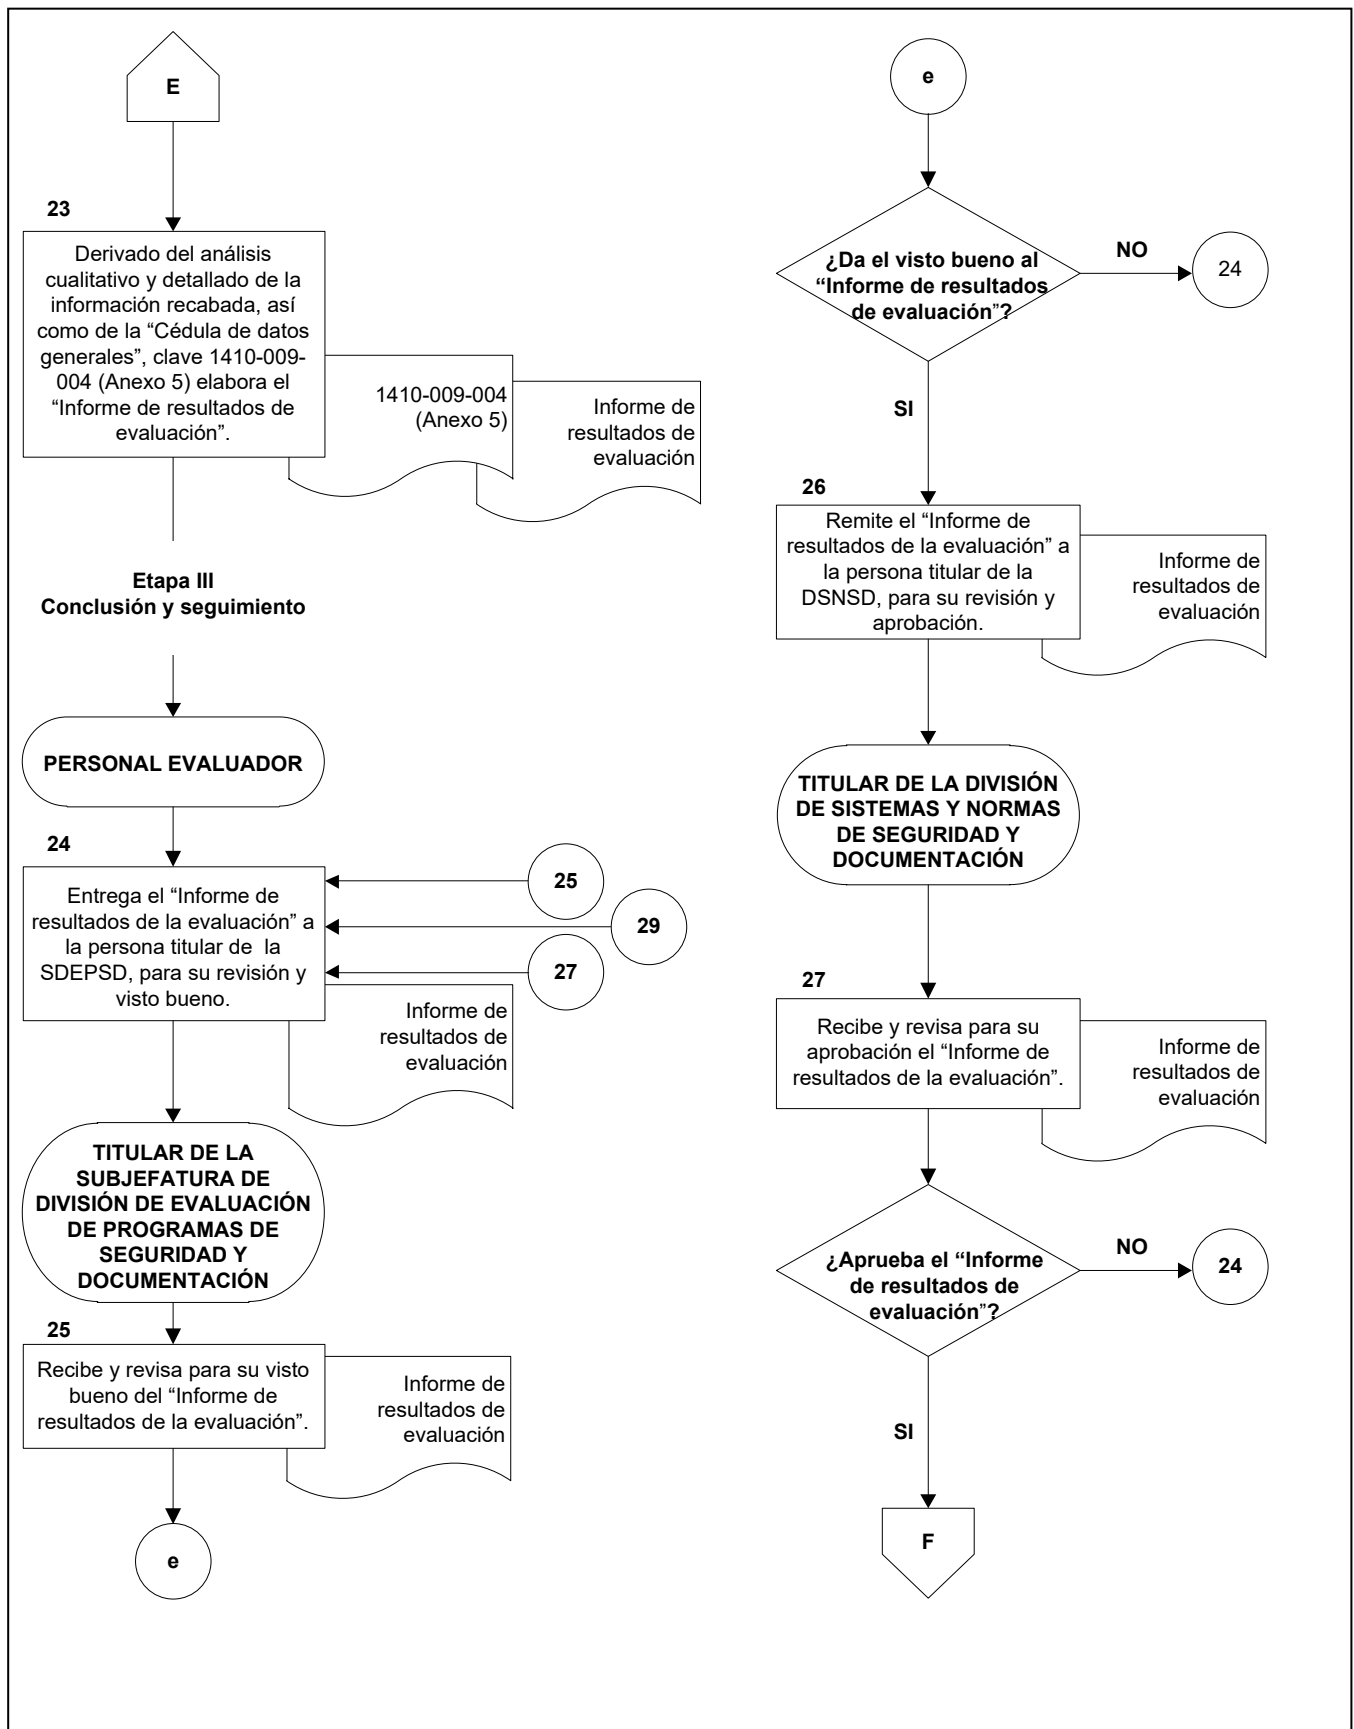 E
23
Derivado del análisis
cualitativo y detallado de la
información recabada, así
como de la “Cédula de datos
generales”, clave 1410-009-
004 (Anexo 5) elabora el
“Informe de resultados de
evaluación”.
1410-009-004
(Anexo 5)
Informe de
resultados de
evaluación
Etapa III
Conclusión y seguimiento
PERSONAL EVALUADOR
24
Entrega el “Informe de
resultados de la evaluación” a
la persona titular de la
SDEPSD, para su revisión y
visto bueno.
25
29
27
Informe de
resultados de
evaluación
TITULAR DE LA
SUBJEFATURA DE
DIVISIÓN DE EVALUACIÓN
DE PROGRAMAS DE
SEGURIDAD Y
DOCUMENTACIÓN
25
Recibe y revisa para su visto
bueno del “Informe de
resultados de la evaluación”.
Informe de
resultados de
evaluación
e
e
¿Da el visto bueno al
“Informe de resultados
de evaluación”?
NO
24
SI
26
Remite el “Informe de
resultados de la evaluación” a
la persona titular de la
DSNSD, para su revisión y
aprobación.
Informe de
resultados de
evaluación
TITULAR DE LA DIVISIÓN
DE SISTEMAS Y NORMAS
DE SEGURIDAD Y
DOCUMENTACIÓN
27
Recibe y revisa para su
aprobación el “Informe de
resultados de la evaluación”.
Informe de
resultados de
evaluación
¿Aprueba el “Informe
de resultados de
evaluación”?
NO
24
SI
F